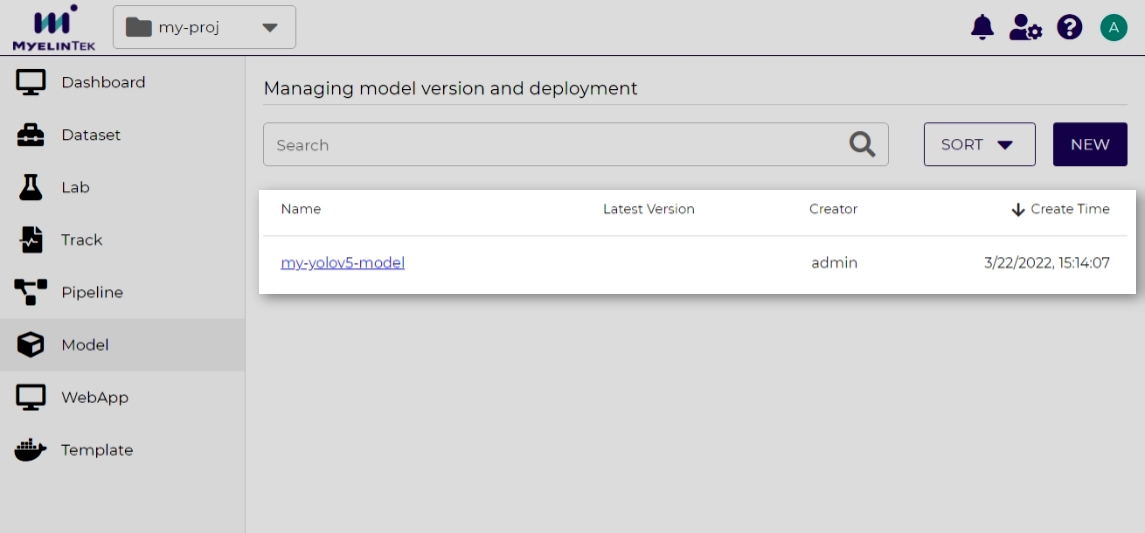 MYELINTEK
my-proj
A
Dashboard
Dataset
Lab
Track
Pipeline
Model
WebApp
Template
Managing model version and deployment
Search
SORT
NEW
Name Latest Version Creator Create Time
my-yolov5-model admin 3/22/2022, 15:14:07